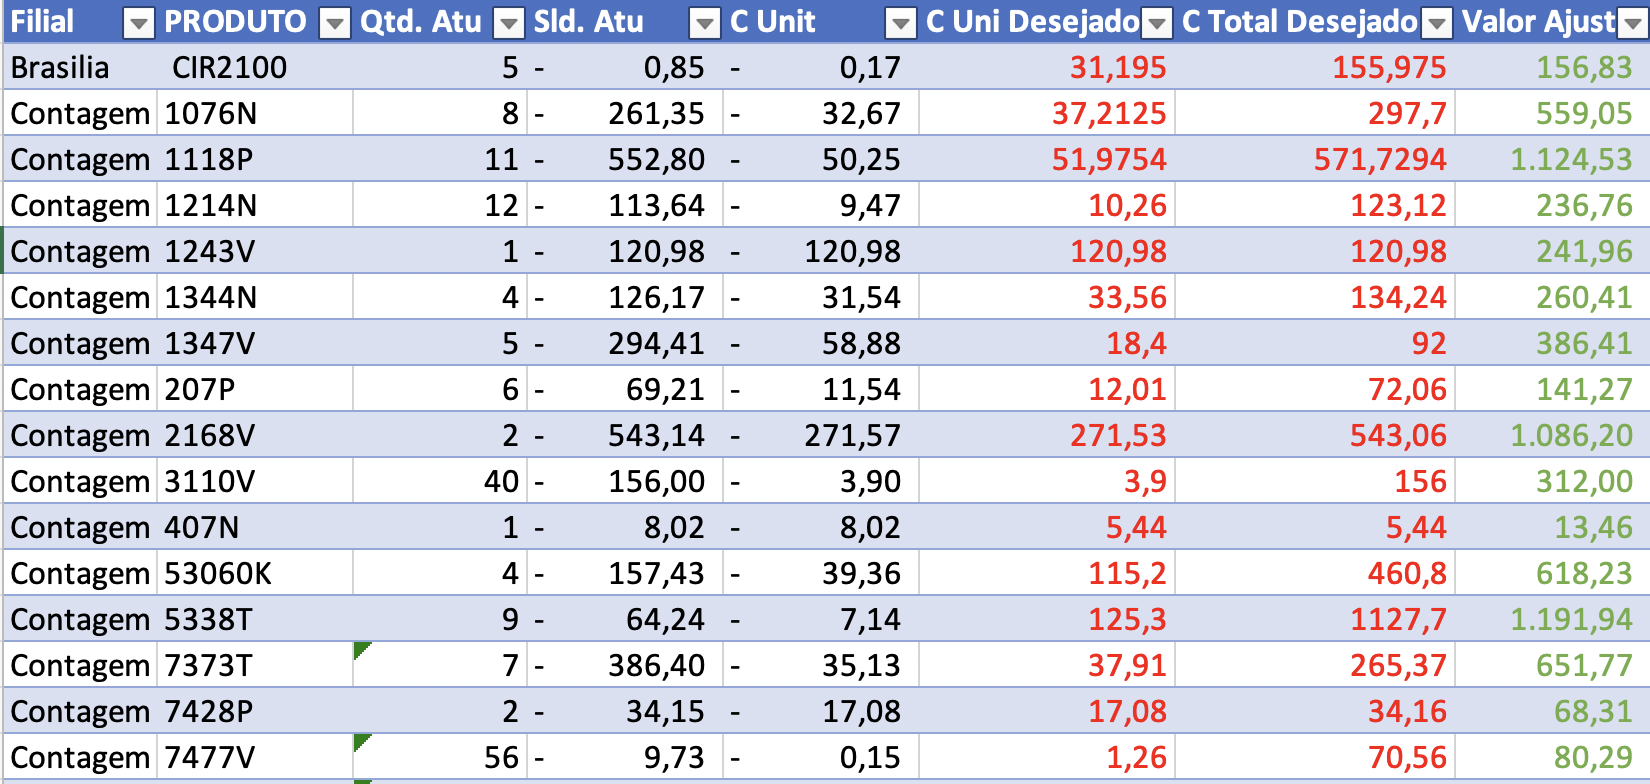 Filial PRODUTO Qtd. Atu Sld. Atu C Unit C Uni Desejado C Total Desejado Valor Ajust
Brasilia CIR2100 5 - 0,85 - 0,17 31,195 155,975 156,83
Contagem 1076N 8 - 261,35 - 32,67 37,2125 297,7 559,05
Contagem 1118P 11 - 552,80 - 50,25 51,9754 571,7294 1.124,53
Contagem 1214N 12 - 113,64 - 9,47 10,26 123,12 236,76
Contagem 1243V 1 - 120,98 - 120,98 120,98 120,98 241,96
Contagem 1344N 4 - 126,17 - 31,54 33,56 134,24 260,41
Contagem 1347V 5 - 294,41 - 58,88 18,4 92 386,41
Contagem 207P 6 - 69,21 - 11,54 12,01 72,06 141,27
Contagem 2168V 2 - 543,14 - 271,57 271,53 543,06 1.086,20
Contagem 3110V 40 - 156,00 - 3,90 3,9 156 312,00
Contagem 407N 1 - 8,02 - 8,02 5,44 5,44 13,46
Contagem 53060K 4 - 157,43 - 39,36 115,2 460,8 618,23
Contagem 5338T 9 - 64,24 - 7,14 125,3 1127,7 1.191,94
Contagem 7373T 7 - 386,40 - 35,13 37,91 265,37 651,77
Contagem 7428P 2 - 34,15 - 17,08 17,08 34,16 68,31
Contagem 7477V 56 - 9,73 - 0,15 1,26 70,56 80,29